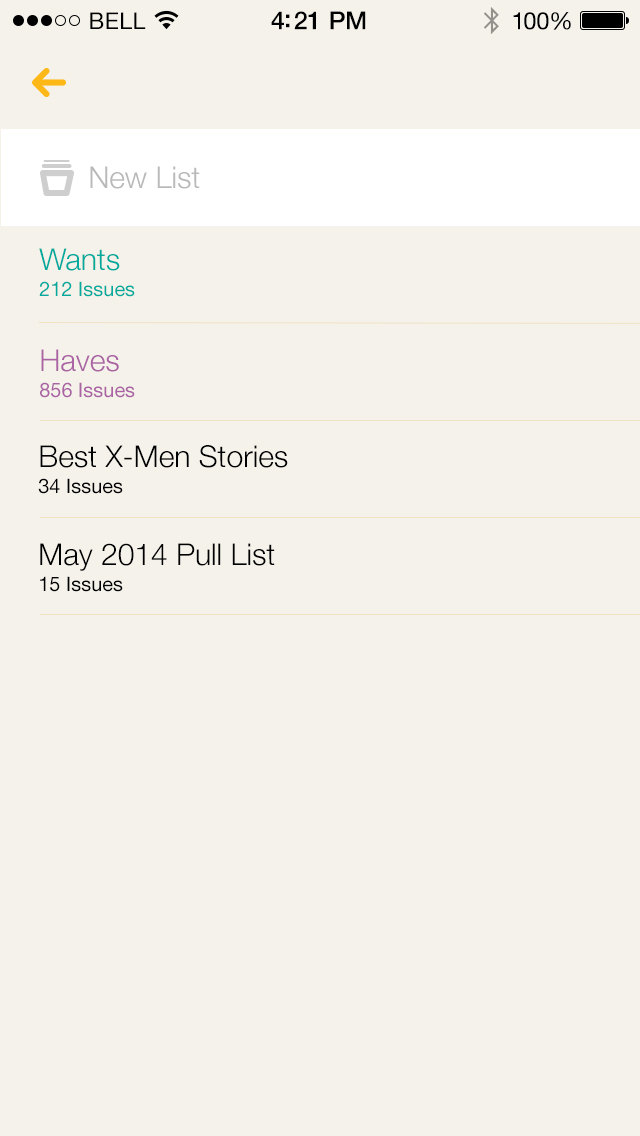 BELL 4:21 PM 100%
New List
Wants
212 Issues
Haves
856 Issues
Best X-Men Stories
34 Issues
May 2014 Pull List
15 Issues